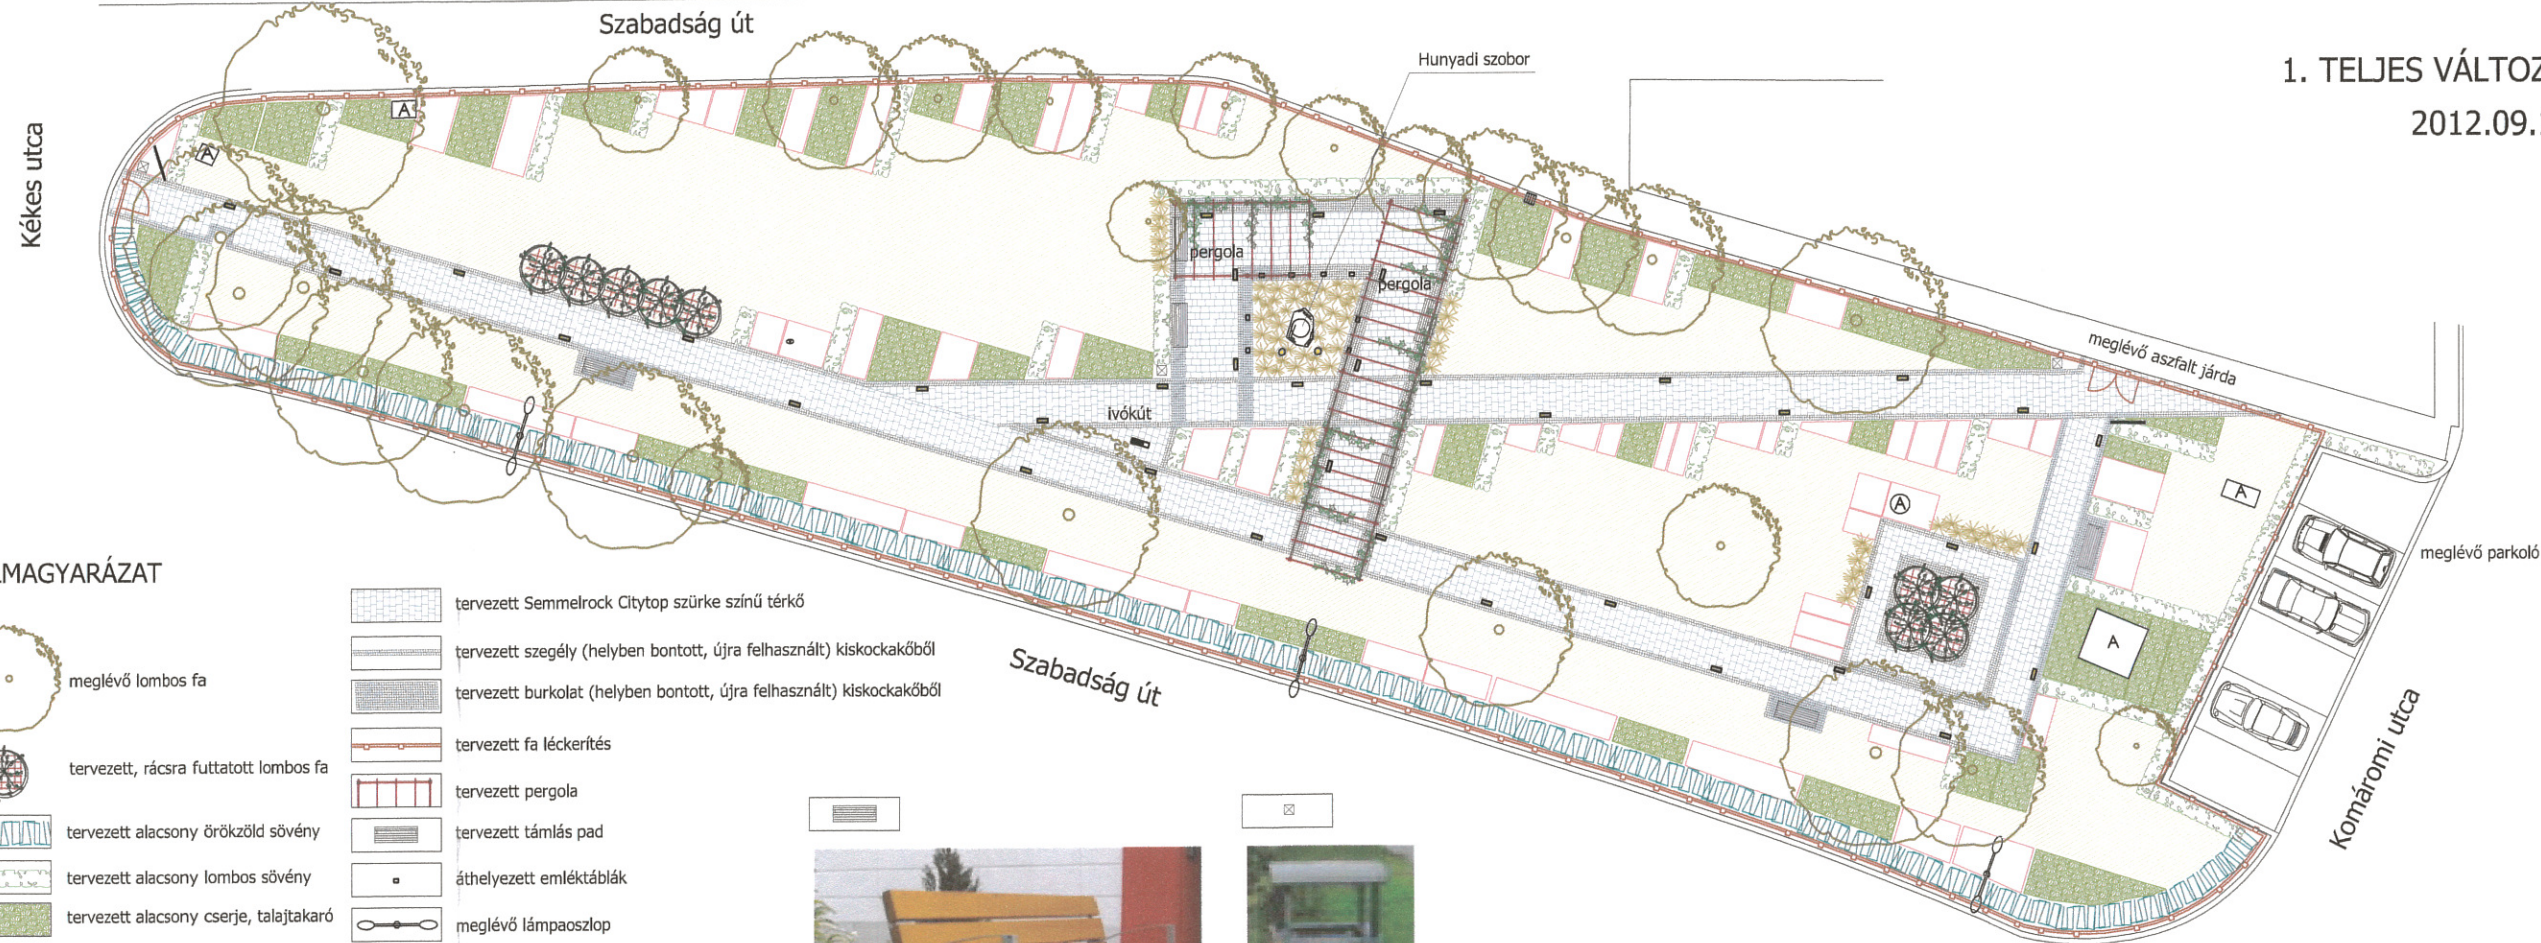 Szabadság út
Hunyadi szobor
1. TELJES VÁLTOZ
2012.09.
Kékes utca
A
A
pergola
pergola
meglévő aszfalt járda
ivókút
A
A
A
meglévő parkoló
MAGYARÁZAT
Szabadság út
Komáromi utca
meglévő lombos fa
tervezett, rácsra futtatott lombos fa
tervezett alacsony örökzöld sövény
tervezett alacsony lombos sövény
tervezett alacsony cserje, talajtakaró
tervezett Semmelrock Citytop szürke színű térkő
tervezett szegély (helyben bontott, újra felhasznált) kiskockakőből
tervezett burkolat (helyben bontott, újra felhasznált) kiskockakőből
tervezett fa léckerítés
tervezett pergola
tervezett támlás pad
áthelyezett emléktáblák
meglévő lámpaoszlop